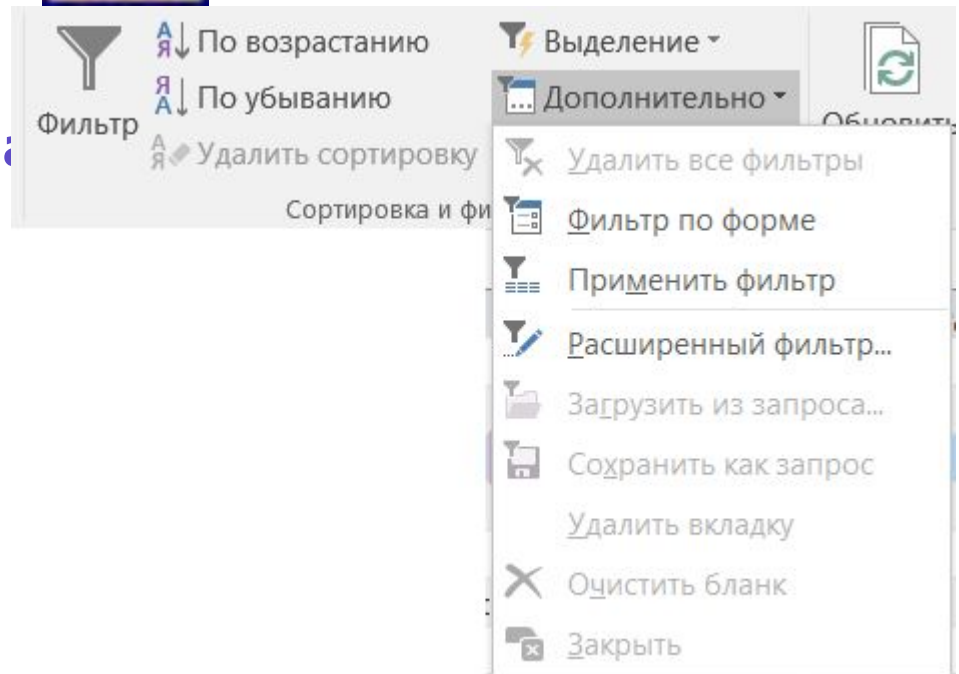 По возрастанию
Выделение
По убыванию
Дополнительно
Фильтр
Обновить
Удалить сортировку
Сортировка и фи
Удалить все фильтры
Фильтр по форме
Применить фильтр
Расширенный фильтр...
Загрузить из запроса...
Сохранить как запрос
Удалить вкладку
Очистить бланк
Закрыть